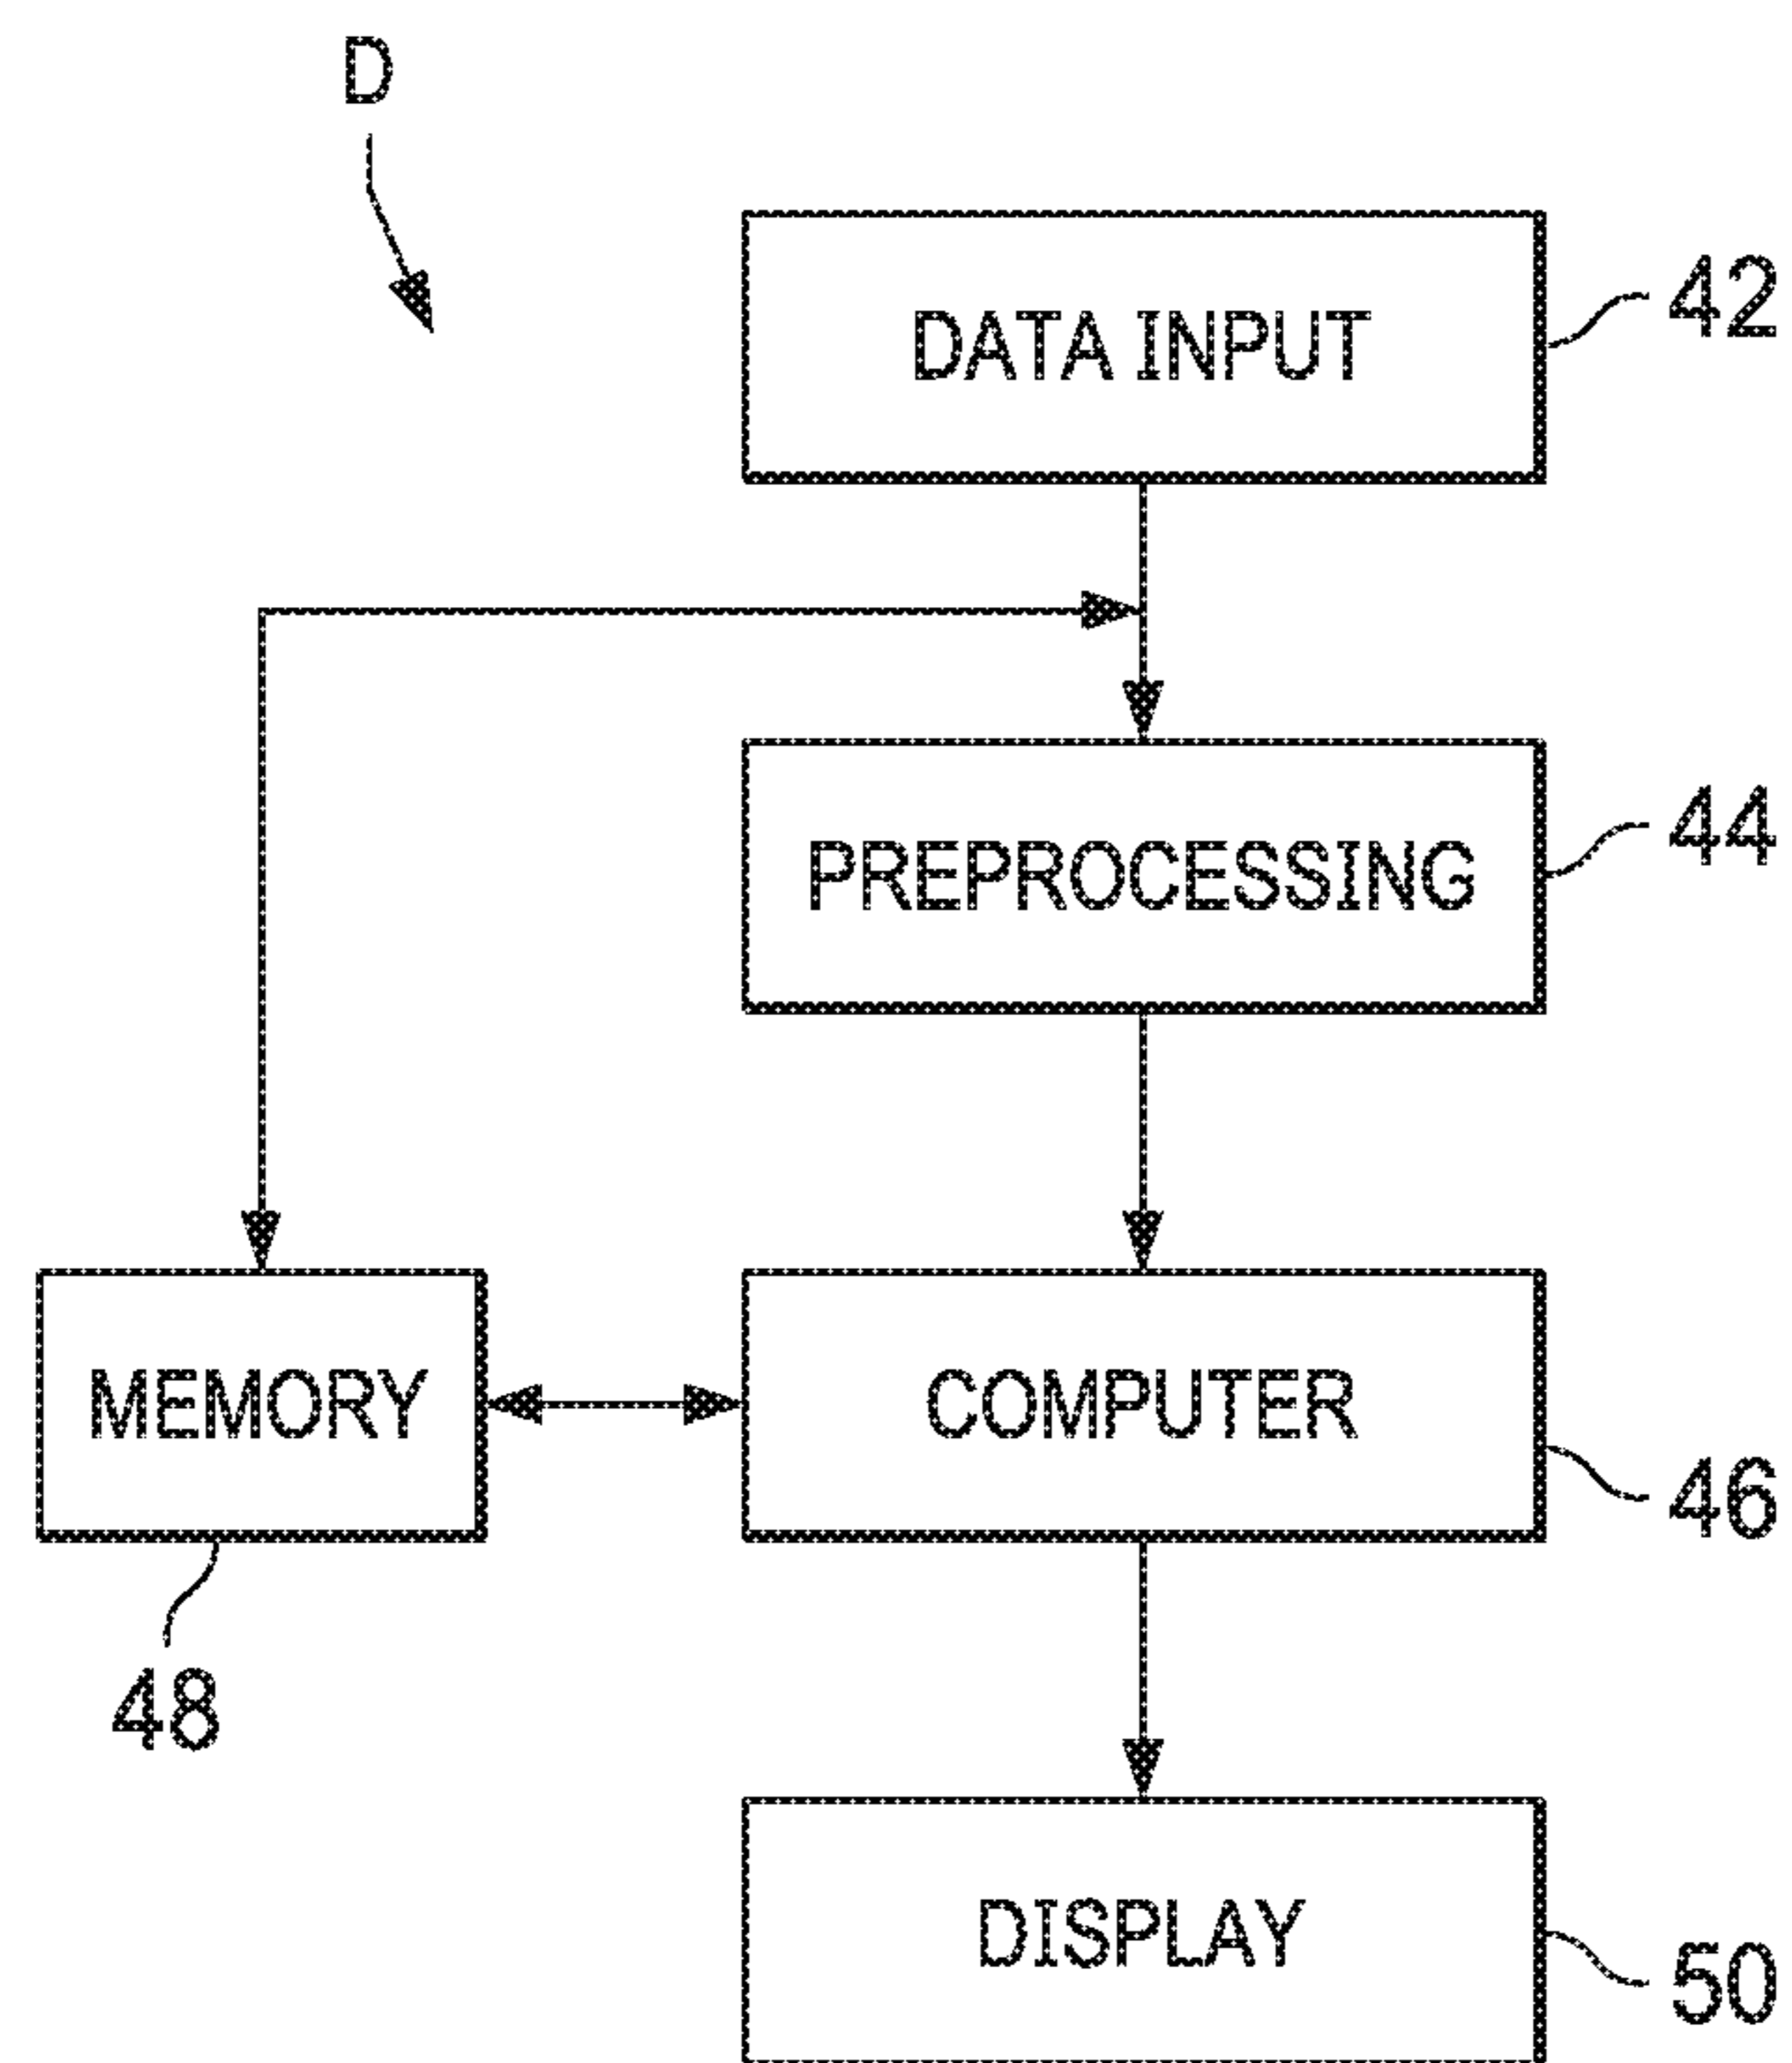 D
DATA INPUT
42
PREPROCESSING
44
MEMORY
COMPUTER
46
48
DISPLAY
50